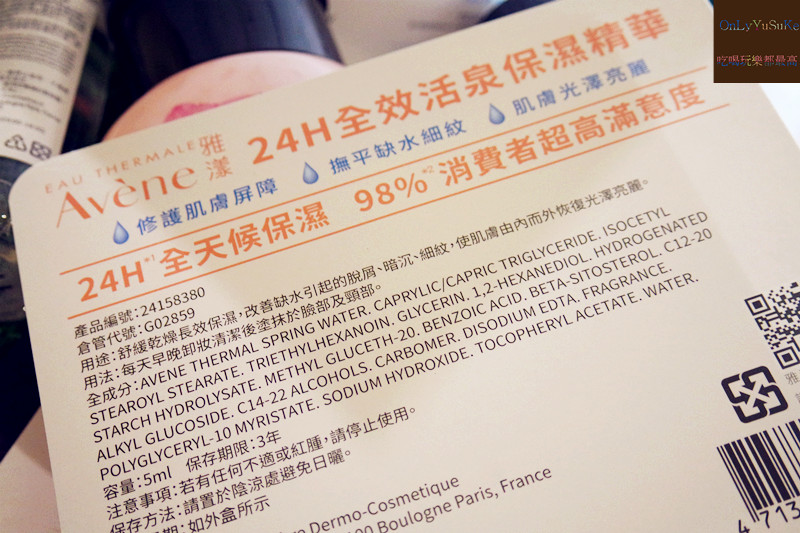 OnLyYuSuKe
吃喝玩樂都最高
EAU THERMALE
Avène
雅漾
24H全效活泉保濕精華
修護肌膚屏障 撫平缺水細紋 肌膚光澤亮麗
24H*1全天候保濕 98%*2消費者超高滿意度
產品編號:24158380
倉管代號:G02859
用途:舒緩乾燥長效保濕,改善缺水引起的脫屑、暗沉、細紋,使肌膚由內而外恢復光澤亮麗。
用法:每天早晚卸妝清潔後塗抹於臉部及頸部。
全成分:AVENE THERMAL SPRING WATER. CAPRYLIC/CAPRIC TRIGLYCERIDE. ISOCETYL
STEAROYL STEARATE. TRIETHYLHEXANOIN. GLYCERIN. 1,2-HEXANEDIOL. HYDROGENATED
STARCH HYDROLYSATE. METHYL GLUCETH-20. BENZOIC ACID. BETA-SITOSTEROL. C12-20
ALKYL GLUCOSIDE. C14-22 ALCOHOLS. CARBOMER. DISODIUM EDTA. FRAGRANCE.
POLYGLYCERYL-10 MYRISTATE. SODIUM HYDROXIDE. TOCOPHERYL ACETATE. WATER.
容量:5ml 保存期限:3年
注意事項:若有任何不適或紅腫,請停止使用。
保存方法:請置於陰涼處避免日曬。
期:如外盒所示
Dermo-Cosmetique
Boulogne Paris, France
雅
4 713